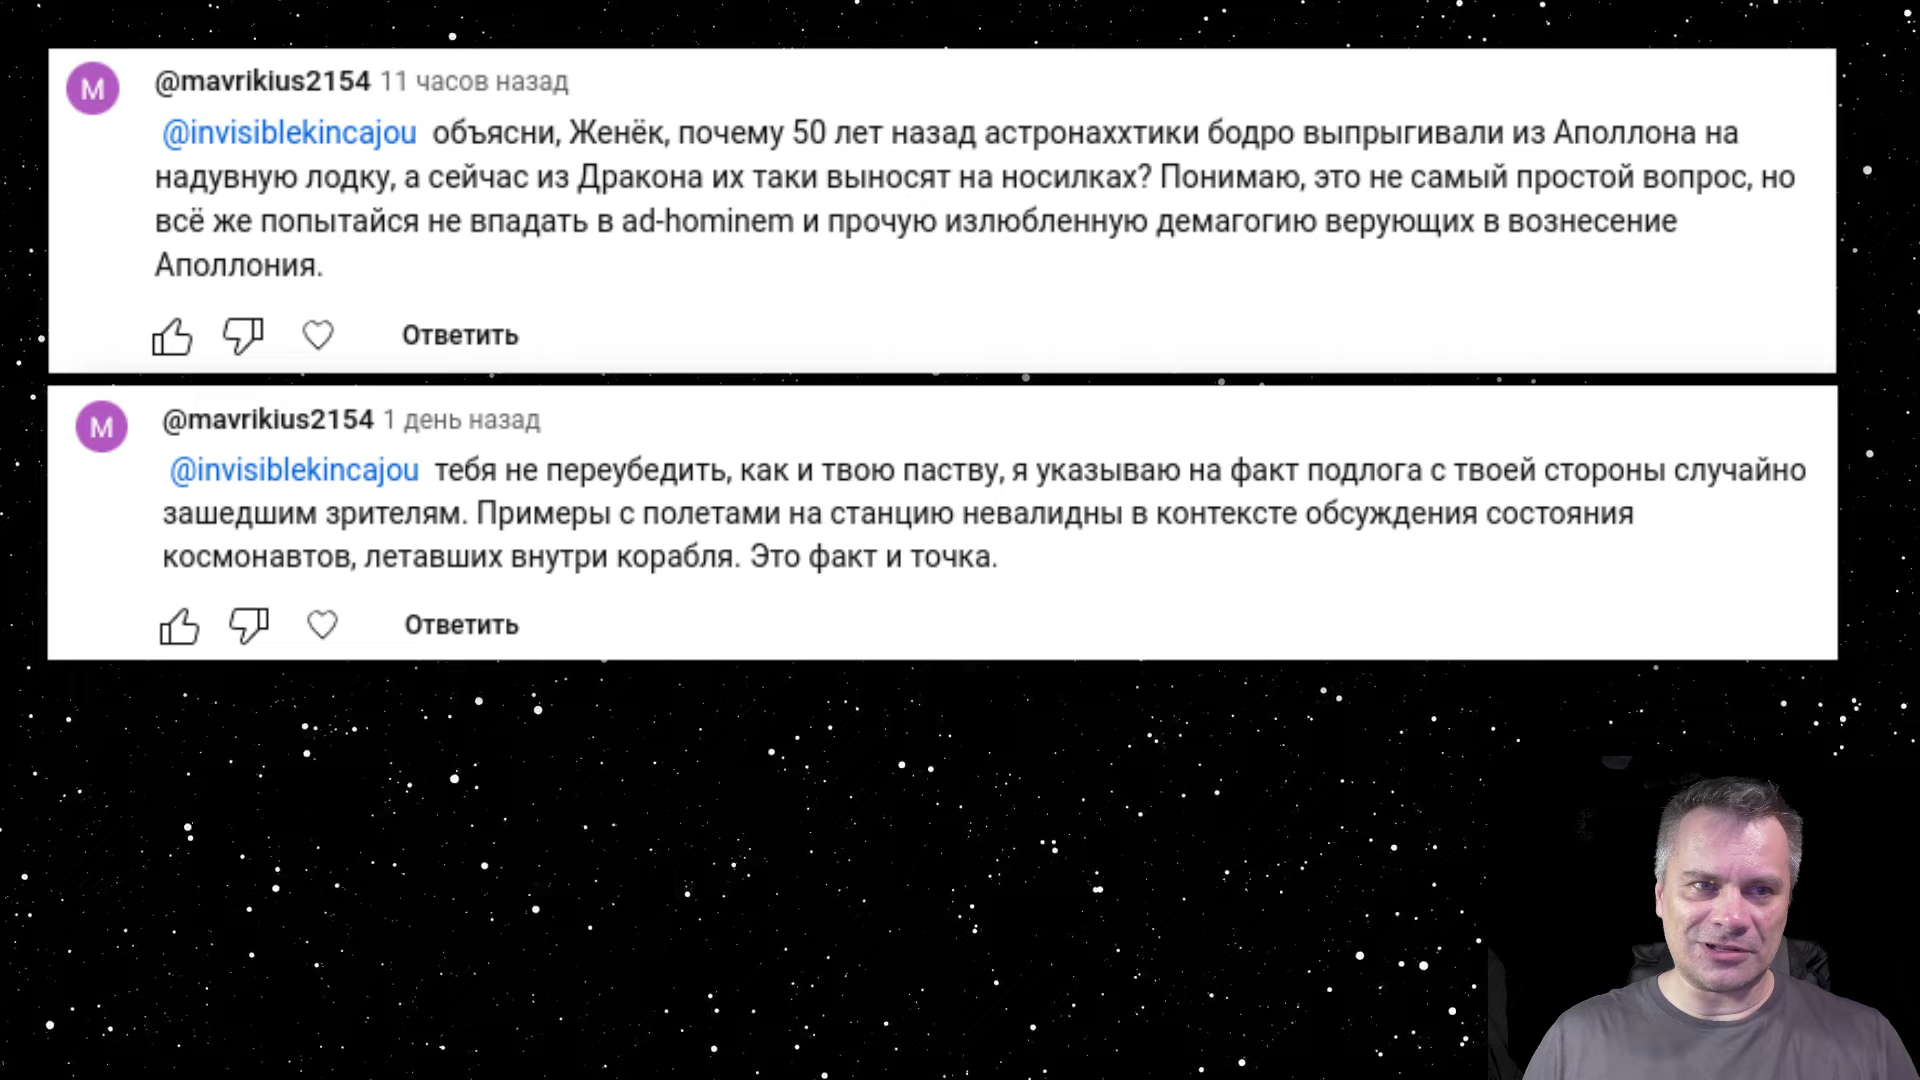 M
@mavrikius2154 11 часов назад
@invisiblekincajou объясни, Женёк, почему 50 лет назад астронаххтики бодро выпрыгивали из Аполлона на
надувную лодку, а сейчас из Дракона их таки выносят на носилках? Понимаю, это не самый простой вопрос, но
всё же попытайся не впадать в ad-hominem и прочую излюбленную демагогию верующих в вознесение
Аполлония.
Ответить
M
@mavrikius2154 1 день назад
@invisiblekincajou тебя не переубедить, как и твою паству, я указываю на факт подлога с твоей стороны случайно
зашедшим зрителям. Примеры с полетами на станцию невалидны в контексте обсуждения состояния
космонавтов, летавших внутри корабля. Это факт и точка.
Ответить